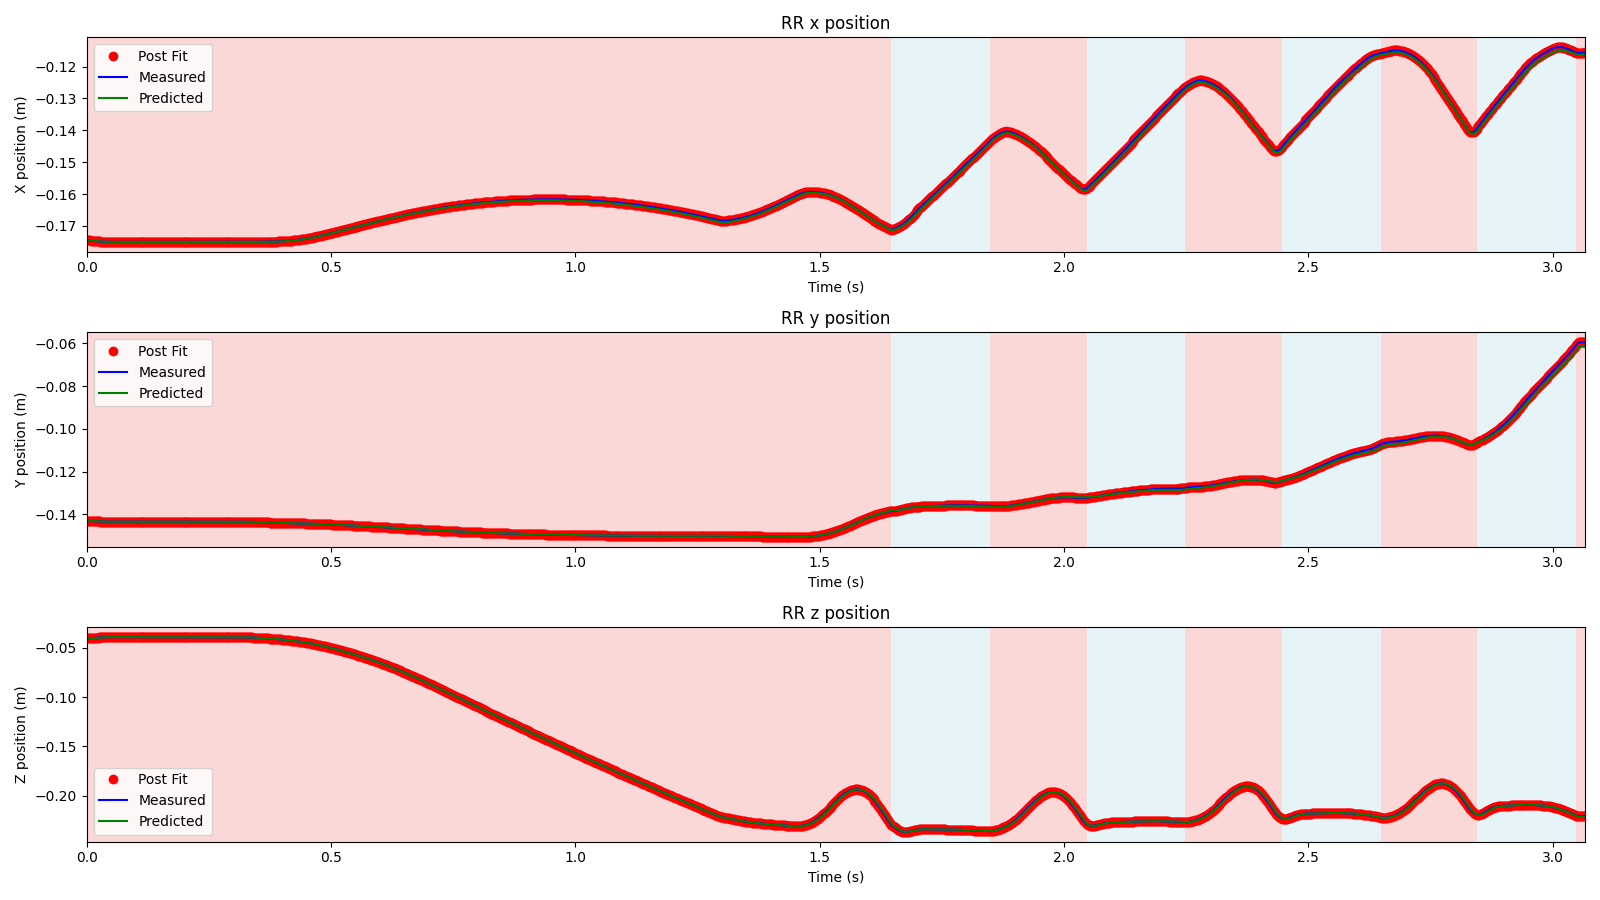 RR x position
Post Fit
Measured
Predicted
X position (m)
−0.12
−0.13
−0.14
−0.15
−0.16
−0.17
0.0 0.5 1.0 1.5 2.0 2.5 3.0
Time (s)
RR y position
Post Fit
Measured
Predicted
Y position (m)
−0.06
−0.08
−0.10
−0.12
−0.14
0.0 0.5 1.0 1.5 2.0 2.5 3.0
Time (s)
RR z position
Z position (m)
−0.05
−0.10
−0.15
−0.20
Post Fit
Measured
Predicted
0.0 0.5 1.0 1.5 2.0 2.5 3.0
Time (s)